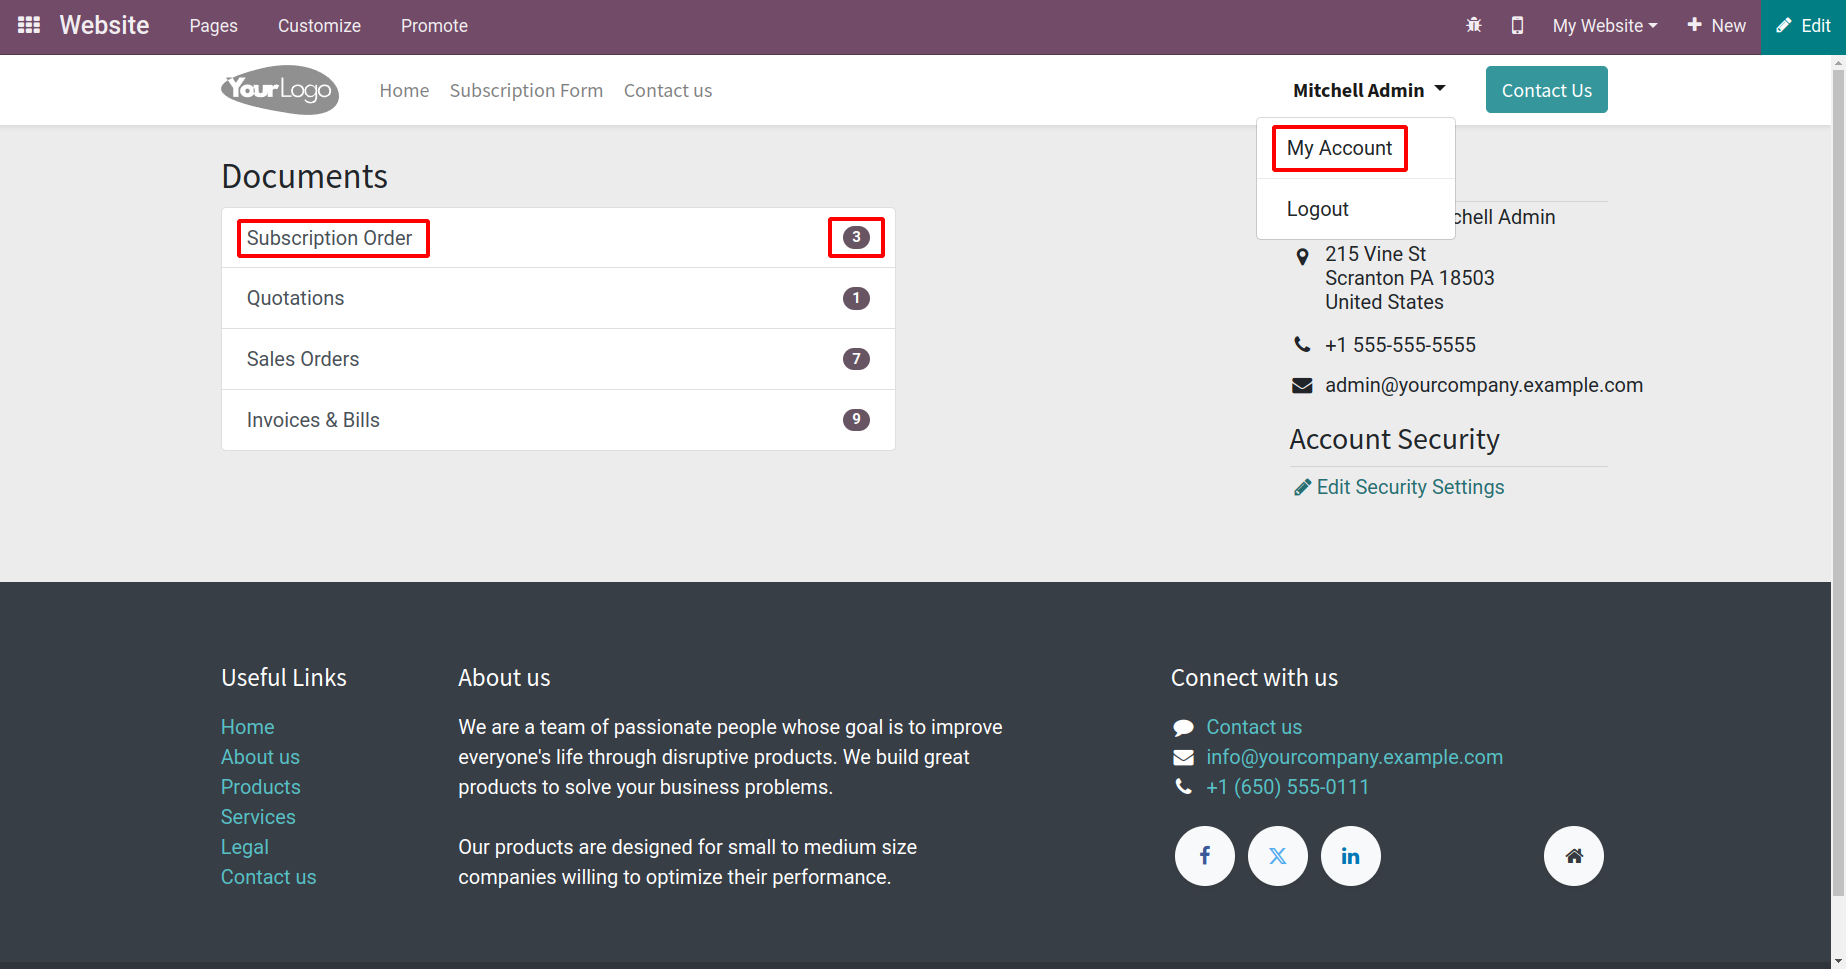 Website Pages Customize Promote My Website New Edit
YourLogo Home Subscription Form Contact us Mitchell Admin Contact Us
My Account
Logout
Documents
Subscription Order 3
Quotations 1
Sales Orders 7
Invoices & Bills 9
chell Admin
215 Vine St
Scranton PA 18503
United States
+1 555-555-5555
admin@yourcompany.example.com
Account Security
Edit Security Settings
Useful Links
Home
About us
Products
Services
Legal
Contact us
About us
We are a team of passionate people whose goal is to improve
everyone's life through disruptive products. We build great
products to solve your business problems.
Our products are designed for small to medium size
companies willing to optimize their performance.
Connect with us
Contact us
info@yourcompany.example.com
+1 (650) 555-0111